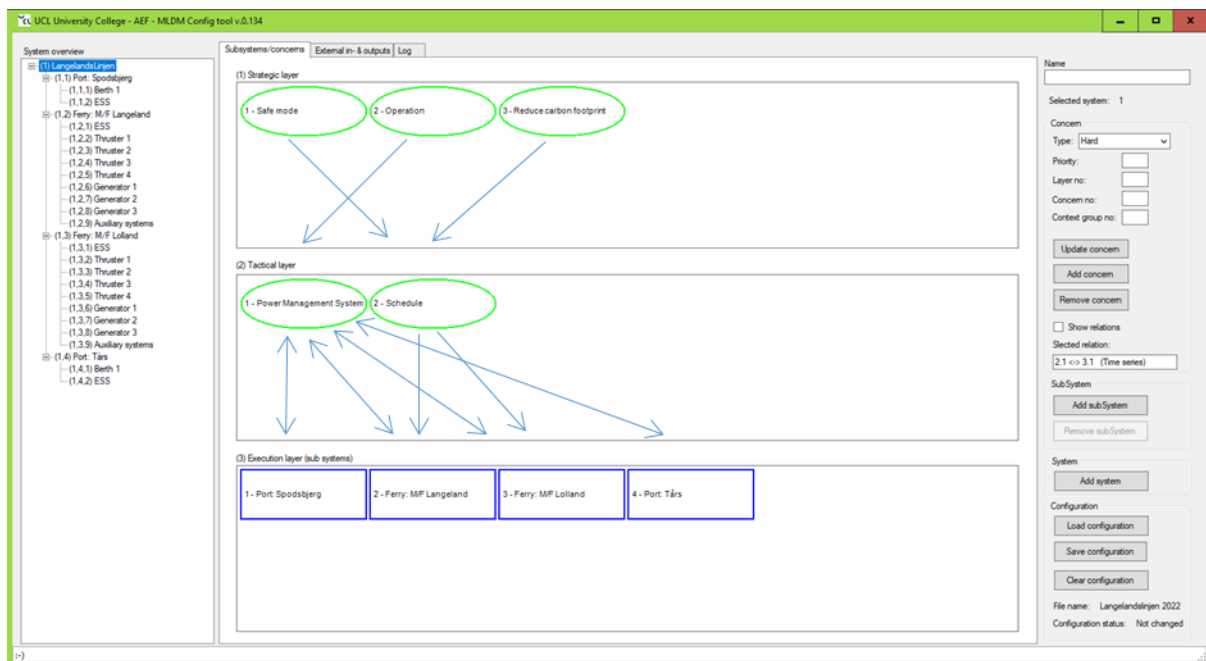 UCL University College - AEF - MLDM Config tool v.0.134
System overview
(1) LangelandsLinjen
(1,1) Port: Spodsbjerg
(1,1,1) Berth 1
(1,1,2) ESS
(1,2) Ferry: M/F Langeland
(1,2,1) ESS
(1,2,2) Thruster 1
(1,2,3) Thruster 2
(1,2,4) Thruster 3
(1,2,5) Thruster 4
(1,2,6) Generator 1
(1,2,7) Generator 2
(1,2,8) Generator 3
(1,2,9) Auxiliary systems
(1,3) Ferry: M/F Lolland
(1,3,1) ESS
(1,3,2) Thruster 1
(1,3,3) Thruster 2
(1,3,4) Thruster 3
(1,3,5) Thruster 4
(1,3,6) Generator 1
(1,3,7) Generator 2
(1,3,8) Generator 3
(1,3,9) Auxiliary systems
(1,4) Port: Tårs
(1,4,1) Berth 1
(1,4,2) ESS
Subsystems/concerns External in- & outputs Log
(1) Strategic layer
1 - Safe mode
2 - Operation
3 - Reduce carbon footprint
(2) Tactical layer
1 - Power Management System
2 - Schedule
(3) Execution layer (sub systems)
1 - Port: Spodsbjerg
2 - Ferry: M/F Langeland
3 - Ferry: M/F Lolland
4 - Port: Tårs
Name
Selected system: 1
Concern
Type: Hard
Priority:
Layer no:
Concern no:
Context group no:
Update concern
Add concern
Remove concern
Show relations
Slected relation:
2.1 <-> 3.1 (Time series)
SubSystem
Add subSystem
Remove subSystem
System
Add system
Configuration
Load configuration
Save configuration
Clear configuration
File name: Langelandslinjen 2022
Configuration status: Not changed
:-)